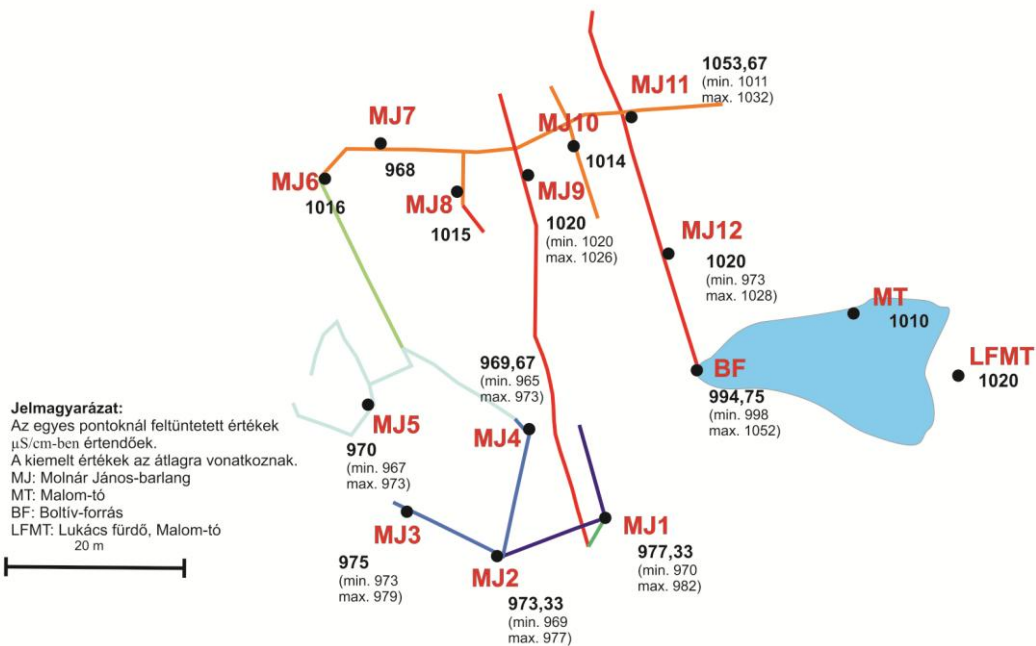 1053,67
(min. 1011
max. 1032)
MJ11
MJ7
968
MJ10
1014
MJ6
1016
MJ8
1015
MJ9
1020
(min. 1020
max. 1026)
MJ12
1020
(min. 973
max. 1028)
MT
1010
LFMT
1020
BF
994,75
(min. 998
max. 1052)
969,67
(min. 965
max. 973)
MJ4
MJ5
970
(min. 967
max. 973)
Jelmagyarázat:
Az egyes pontoknál feltüntetett értékek
µS/cm-ben értendőek.
A kiemelt értékek az átlagra vonatkoznak.
MJ: Molnár János-barlang
MT: Malom-tó
BF: Boltív-forrás
LFMT: Lukács fürdő, Malom-tó
20 m
MJ3
975
(min. 973
max. 979)
MJ2
973,33
(min. 969
max. 977)
MJ1
977,33
(min. 970
max. 982)